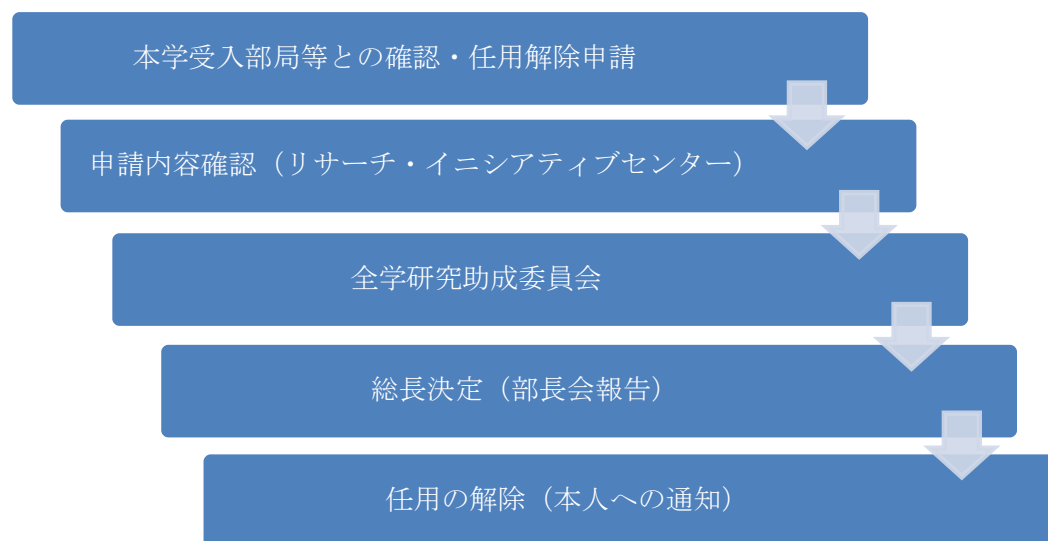 本学受入部局等との確認・任用解除申請
申請内容確認（リサーチ・イニシアティブセンター）
全学研究助成委員会
総長決定（部長会報告）
任用の解除（本人への通知）